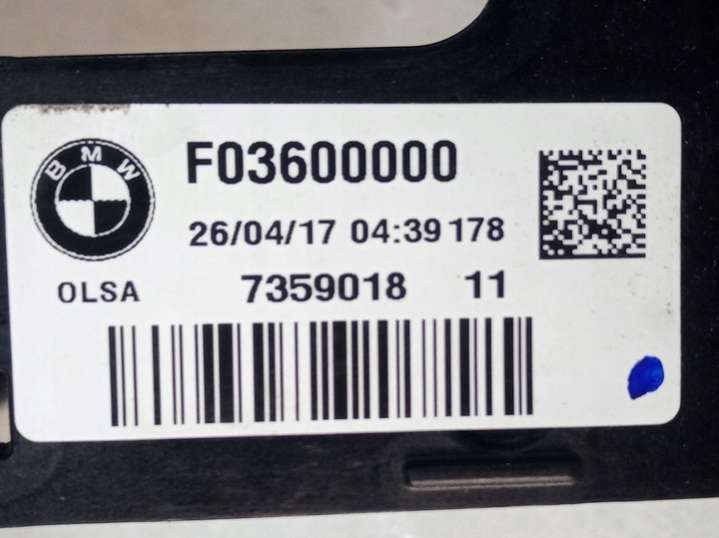 BMW
F03600000
26/04/17 04:39 178
OLSA
7359018 11